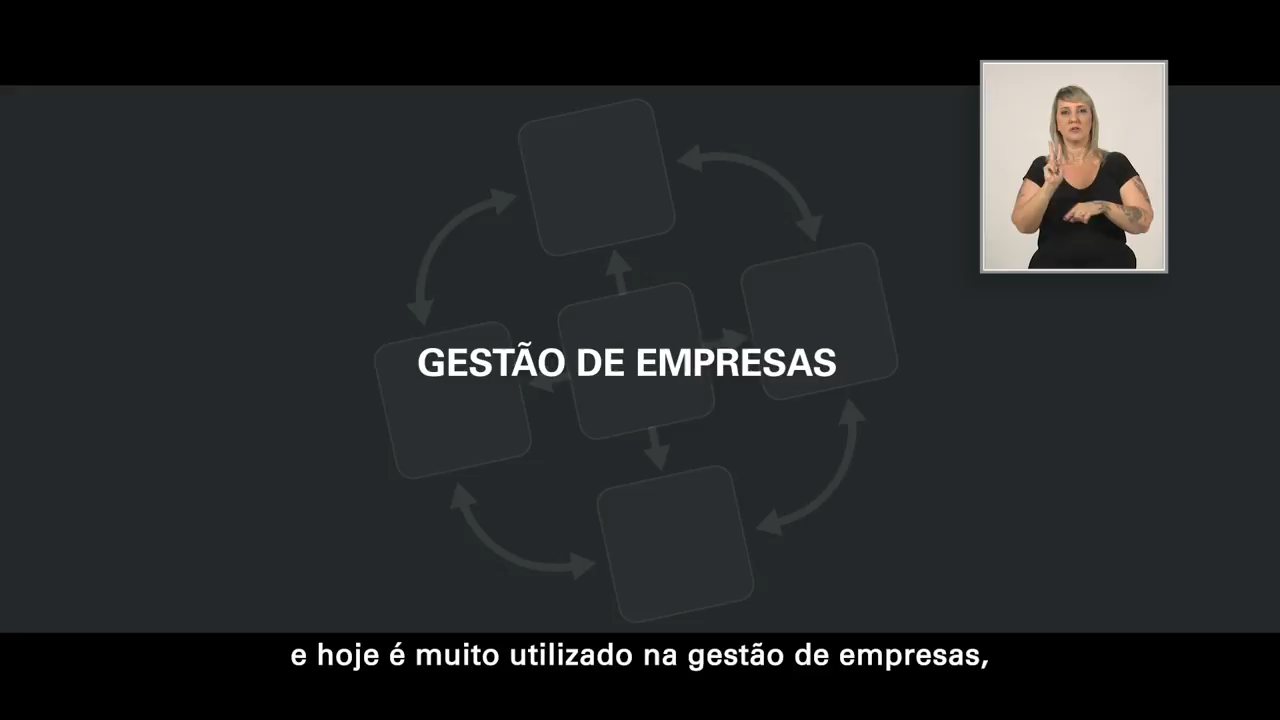 GESTÃO DE EMPRESAS
e hoje é muito utilizado na gestão de empresas,